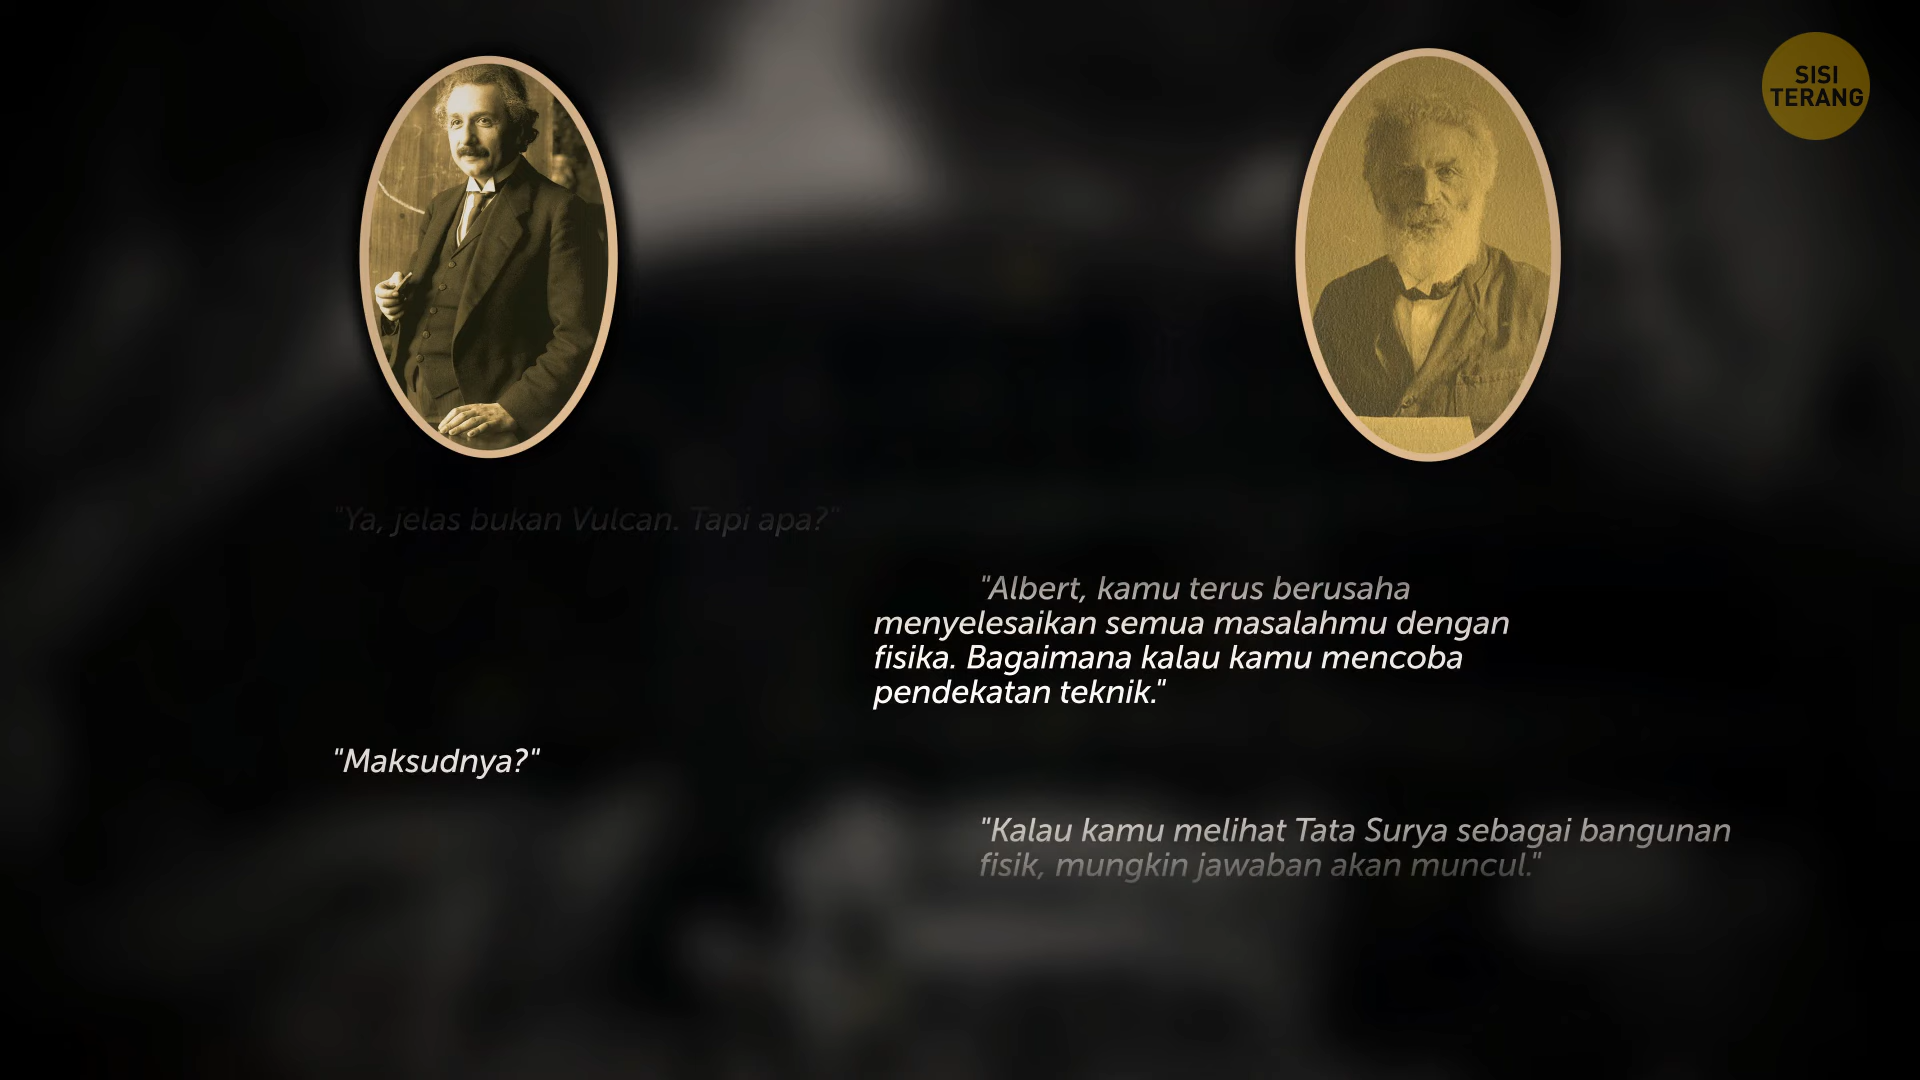 SISI
TERANG
"Ya, jelas bukan Vulcan. Tapi apa?"
"Albert, kamu terus berusaha
menyelesaikan semua masalahmu dengan
fisika. Bagaimana kalau kamu mencoba
pendekatan teknik."
"Maksudnya?"
"Kalau kamu melihat Tata Surya sebagai bangunan
fisik, mungkin jawaban akan muncul."